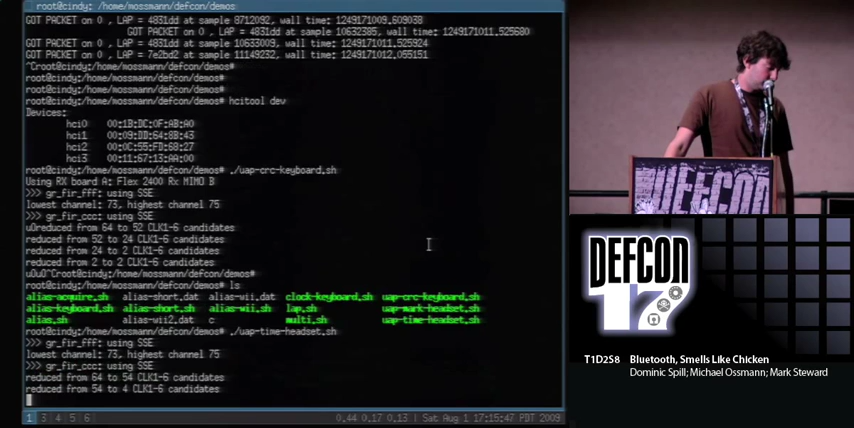 root@cindy: /home/mossmann/defcon/demos
GOT PACKET on 0 , LAP = 4831dd at sample 8712092, wall time: 1249171009.609038
GOT PACKET on 0 , LAP = 4831dd at sample 10632385, wall time: 1249171011.525680
GOT PACKET on 0 , LAP = 4831dd at sample 10633009, wall time: 1249171011.525924
GOT PACKET on 0 , LAP = 7e2bd2 at sample 11149232, wall time: 1249171012.055151
^Croot@cindy:/home/mossmann/defcon/demos#
root@cindy:/home/mossmann/defcon/demos#
root@cindy:/home/mossmann/defcon/demos#
root@cindy:/home/mossmann/defcon/demos# hcitool dev
Devices:
hci0 00:1B:DC:0F:AB:A0
hci1 00:09:DD:64:8B:43
hci2 00:0C:55:FD:68:27
hci3 00:11:67:13:AA:00
root@cindy:/home/mossmann/defcon/demos# ./uap-crc-keyboard.sh
Using RX board A: Flex 2400 Rx MIMO B
>>> gr_fir_fff: using SSE
lowest channel: 73, highest channel 75
>>> gr_fir_ccc: using SSE
uOreduced from 64 to 52 CLK1-6 candidates
reduced from 52 to 24 CLK1-6 candidates
reduced from 24 to 2 CLK1-6 candidates
reduced from 2 to 2 CLK1-6 candidates
uOuO^Croot@cindy:/home/mossmann/defcon/demos#
root@cindy:/home/mossmann/defcon/demos# ls
alias-acquire.sh alias-short.dat alias-wii.dat clock-keyboard.sh uap-crc-keyboard.sh
alias-keyboard.sh alias-short.sh alias-wii.sh lap.sh uap-mark-headset.sh
alias.sh alias-wii2.dat c multi.sh uap-time-headset.sh
root@cindy:/home/mossmann/defcon/demos# ./uap-time-headset.sh
>>> gr_fir_fff: using SSE
lowest channel: 73, highest channel 75
>>> gr_fir_ccc: using SSE
reduced from 64 to 54 CLK1-6 candidates
reduced from 54 to 4 CLK1-6 candidates
1 3 4 5 6 0.44 0.17 0.13 | Sat Aug 1 17:15:47 PDT 2009
DEFCON
DEFCON
17
T1D2S8 Bluetooth, Smells Like Chicken
Dominic Spill; Michael Ossmann; Mark Steward